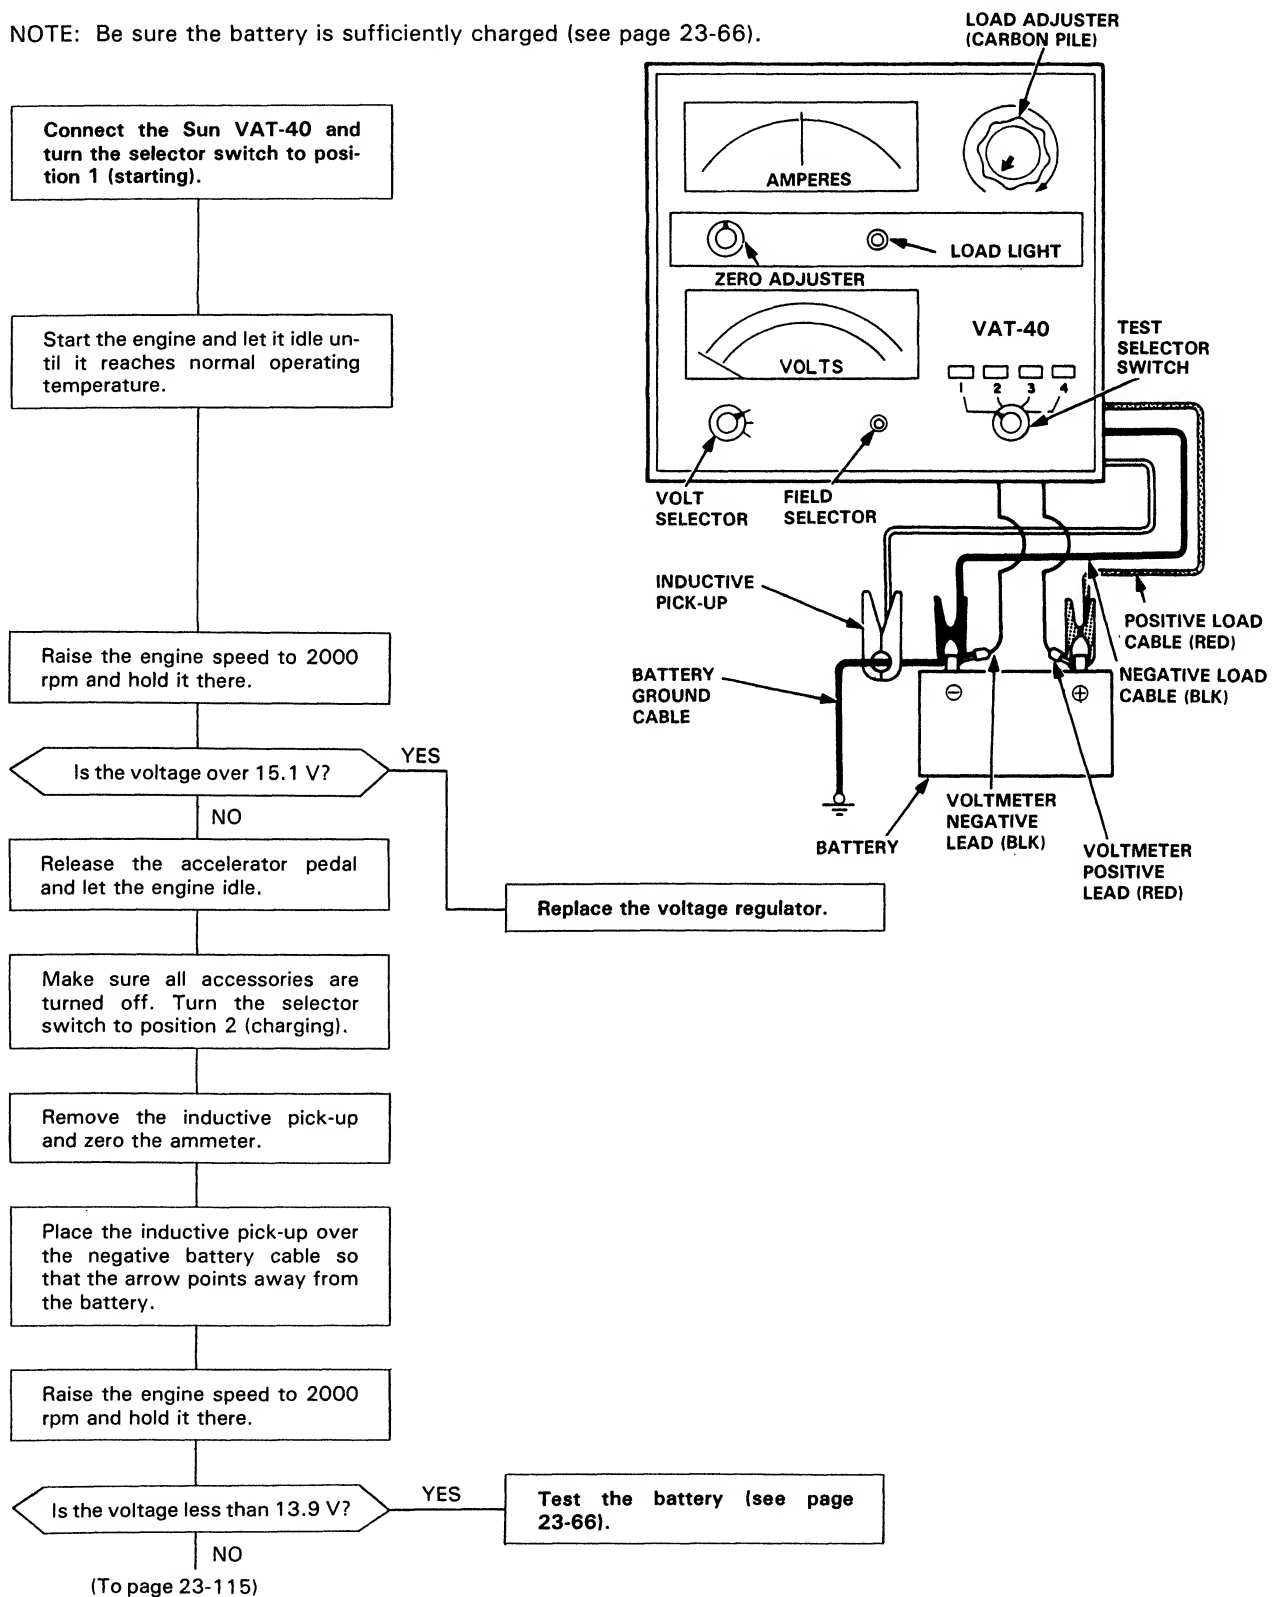 NOTE: Be sure the battery is sufficiently charged (see page 23-66).
Connect the Sun VAT-40 and
turn the selector switch to posi-
tion 1 (starting).
Start the engine and let it idle un-
til it reaches normal operating
temperature.
Raise the engine speed to 2000
rpm and hold it there.
Is the voltage over 15.1 V?
YES
NO
Replace the voltage regulator.
Release the accelerator pedal
and let the engine idle.
Make sure all accessories are
turned off. Turn the selector
switch to position 2 (charging).
Remove the inductive pick-up
and zero the ammeter.
Place the inductive pick-up over
the negative battery cable so
that the arrow points away from
the battery.
Raise the engine speed to 2000
rpm and hold it there.
Is the voltage less than 13.9 V?
YES
Test the battery (see page
23-66).
NO
(To page 23-115)
LOAD ADJUSTER
(CARBON PILE)
AMPERES
LOAD LIGHT
ZERO ADJUSTER
VOLTS
VAT-40
1 2 3 4
TEST
SELECTOR
SWITCH
VOLT
SELECTOR
FIELD
SELECTOR
INDUCTIVE
PICK-UP
POSITIVE LOAD
CABLE (RED)
BATTERY
GROUND
CABLE
NEGATIVE LOAD
CABLE (BLK)
− +
BATTERY
VOLTMETER
NEGATIVE
LEAD (BLK)
VOLTMETER
POSITIVE
LEAD (RED)